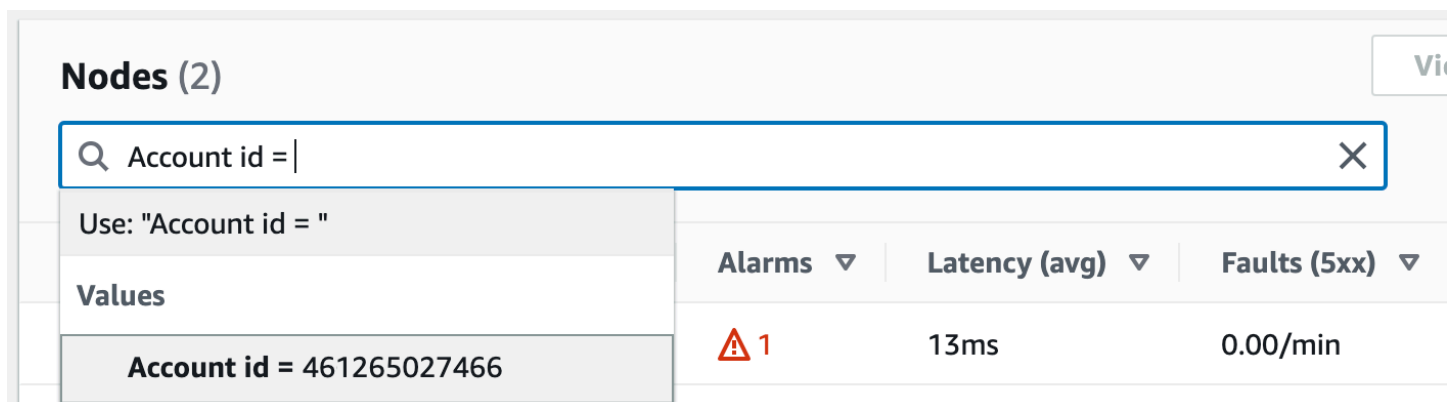 Nodes (2)
Account id =
Use: "Account id = "
Values
Account id = 461265027466
Alarms Latency (avg) Faults (5xx)
1 13ms 0.00/min